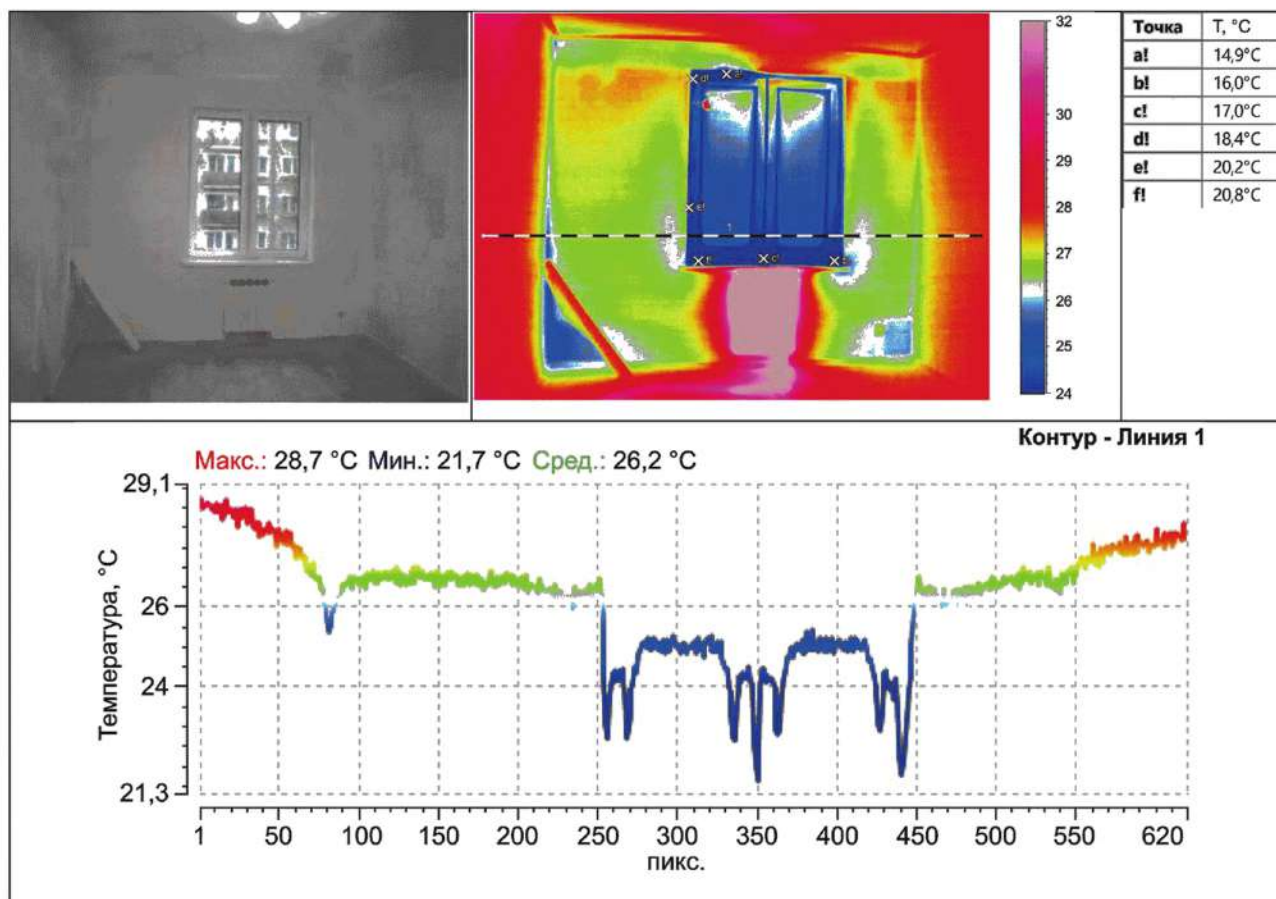 32
30
29
28
27
26
25
24
d!
a!
e!
1
f!
c!
Точка T, °C
a! 14,9°C
b! 16,0°C
c! 17,0°C
d! 18,4°C
e! 20,2°C
f! 20,8°C
Контур - Линия 1
Макс.: 28,7 °C Мин.: 21,7 °C Сред.: 26,2 °C
Температура, °C
29,1
26
24
21,3
1 50 100 150 200 250 300 350 400 450 500 550 620
пикс.